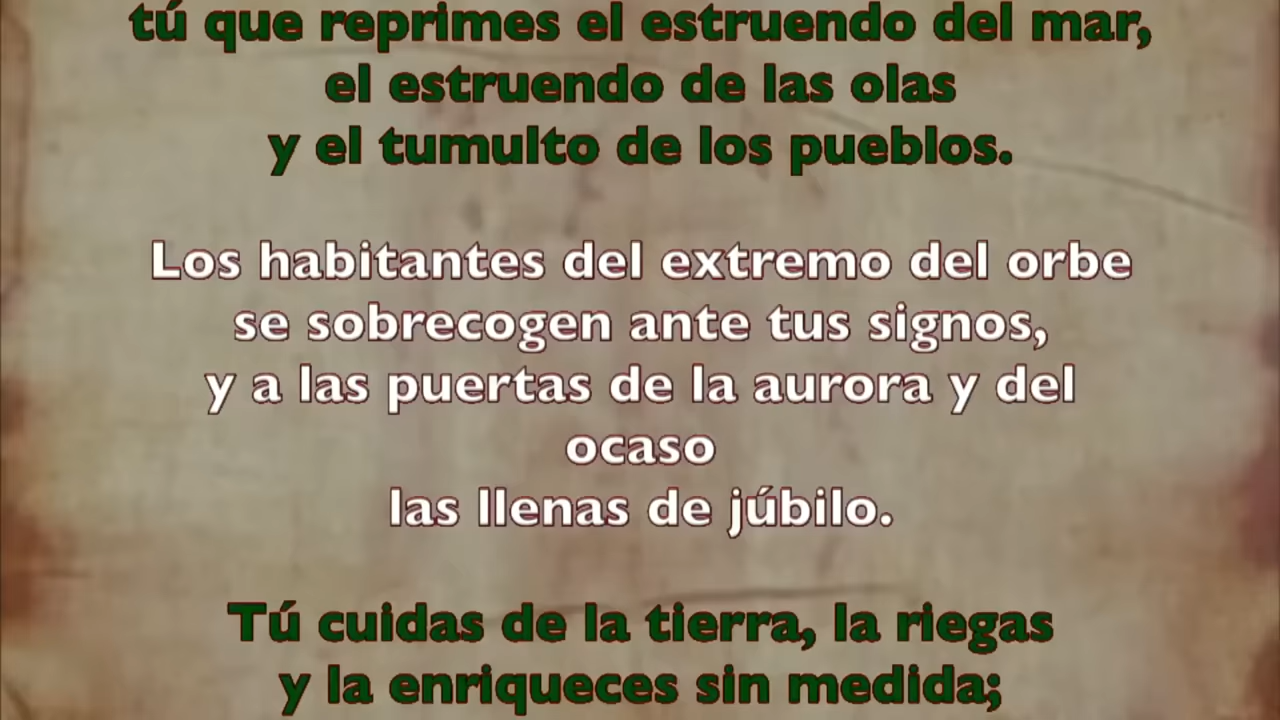 tú que reprimes el estruendo del mar,
el estruendo de las olas
y el tumulto de los pueblos.
Los habitantes del extremo del orbe
se sobrecogen ante tus signos,
y a las puertas de la aurora y del
ocaso
las llenas de júbilo.
Tú cuidas de la tierra, la riegas
y la enriqueces sin medida;